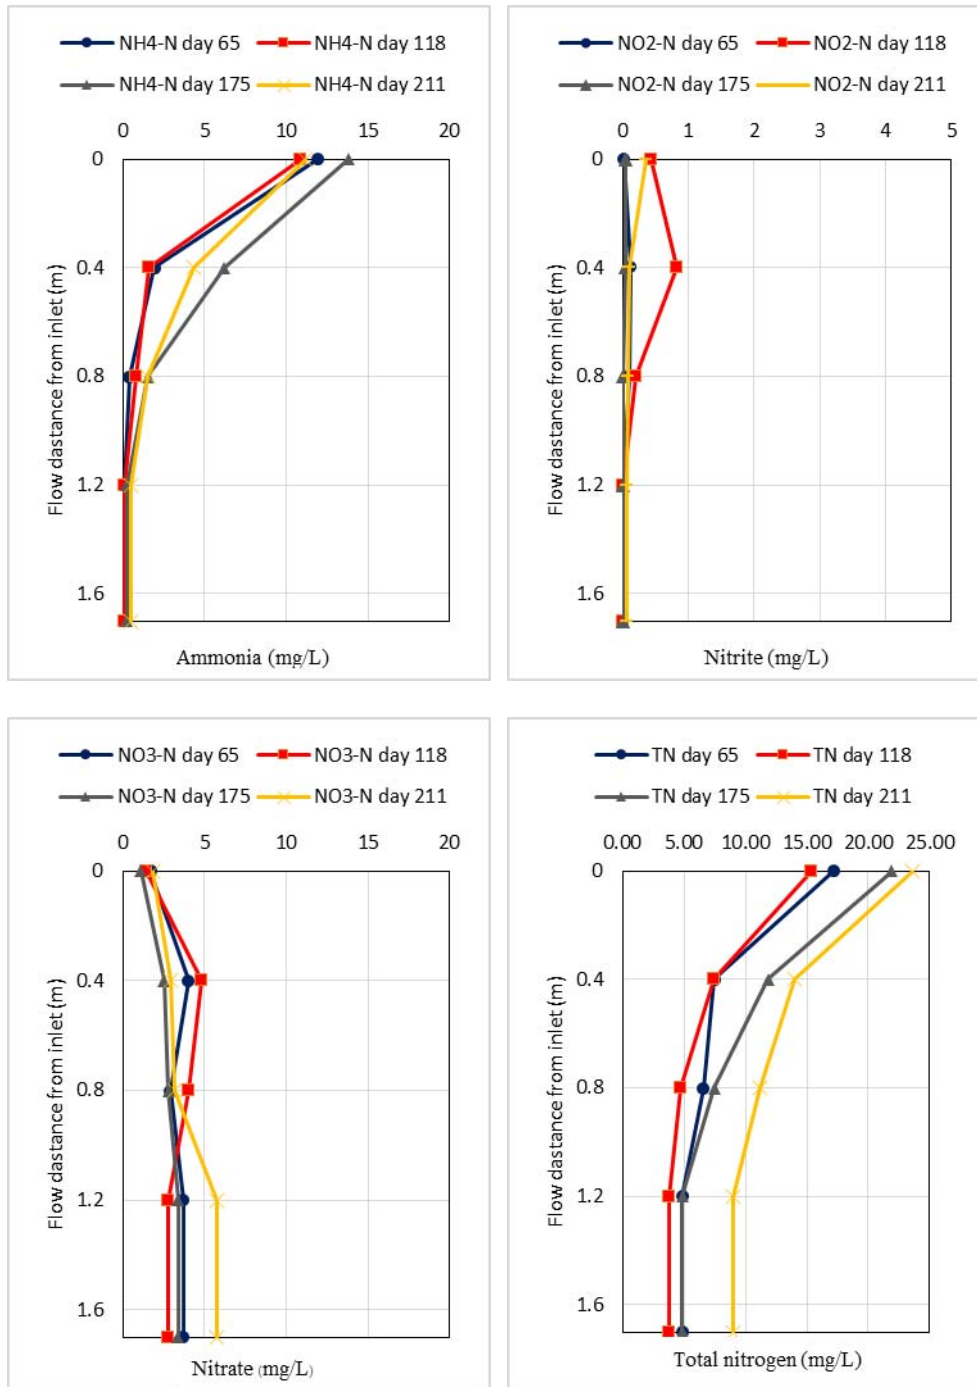 NH4-N day 65 NH4-N day 118
NH4-N day 175 NH4-N day 211
0 5 10 15 20
0
0.4
0.8
1.2
1.6
Flow dastance from inlet (m)
Ammonia (mg/L)
NO2-N day 65 NO2-N day 118
NO2-N day 175 NO2-N day 211
0 1 2 3 4 5
0
0.4
0.8
1.2
1.6
Flow dastance from inlet (m)
Nitrite (mg/L)
NO3-N day 65 NO3-N day 118
NO3-N day 175 NO3-N day 211
0 5 10 15 20
0
0.4
0.8
1.2
1.6
Flow dastance from inlet (m)
Nitrate (mg/L)
TN day 65 TN day 118
TN day 175 TN day 211
0.00 5.00 10.00 15.00 20.00 25.00
0
0.4
0.8
1.2
1.6
Flow dastance from inlet (m)
Total nitrogen (mg/L)